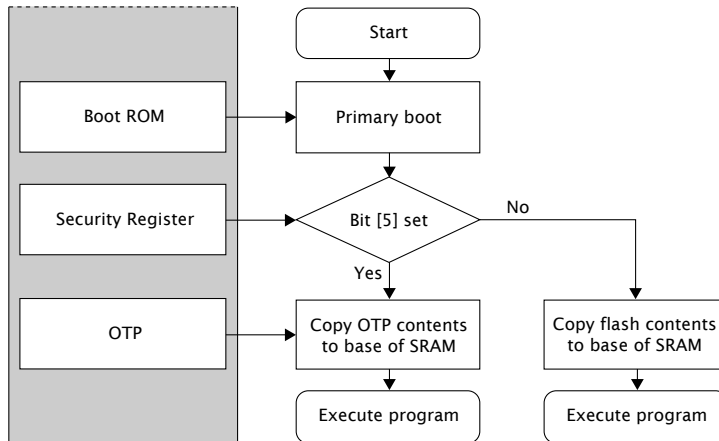 Start
Boot ROM
Primary boot
Security Register
Bit [5] set
No
Yes
OTP
Copy OTP contents
to base of SRAM
Copy flash contents
to base of SRAM
Execute program
Execute program